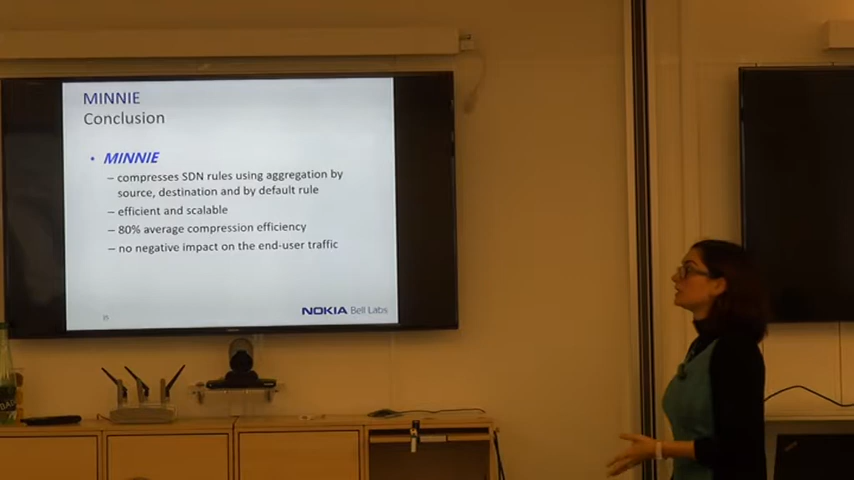 MINNIE
Conclusion
• MINNIE
– compresses SDN rules using aggregation by
source, destination and by default rule
– efficient and scalable
– 80% average compression efficiency
– no negative impact on the end-user traffic
NOKIA Bell Labs